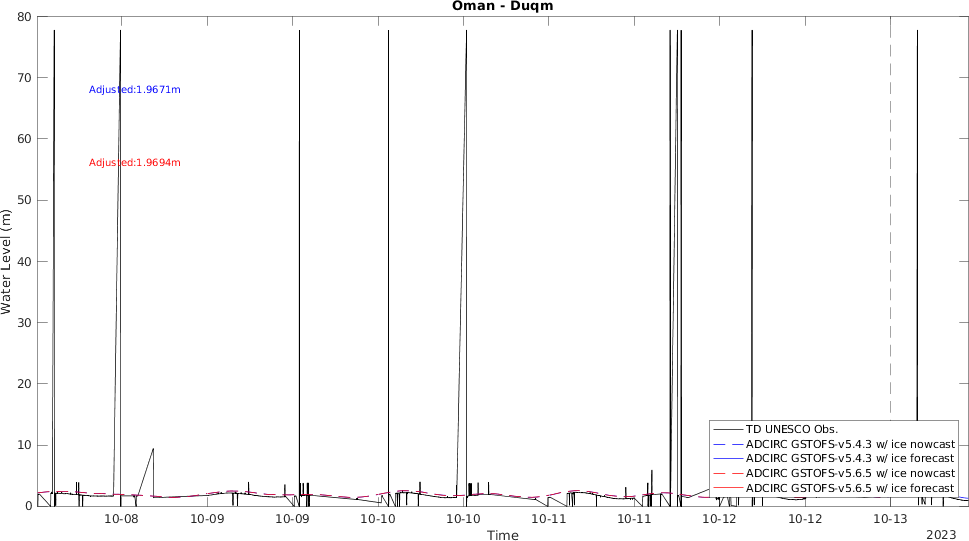 Oman - Duqm
80
70
60
50
40
30
20
10
0
Water Level (m)
Adjusted:1.9671m
Adjusted:1.9694m
TD UNESCO Obs.
ADCIRC GSTOFS-v5.4.3 w/ ice nowcast
ADCIRC GSTOFS-v5.4.3 w/ ice forecast
ADCIRC GSTOFS-v5.6.5 w/ ice nowcast
ADCIRC GSTOFS-v5.6.5 w/ ice forecast
10-08 10-09 10-09 10-10 10-10 10-11 10-11 10-12 10-12 10-13
Time
2023